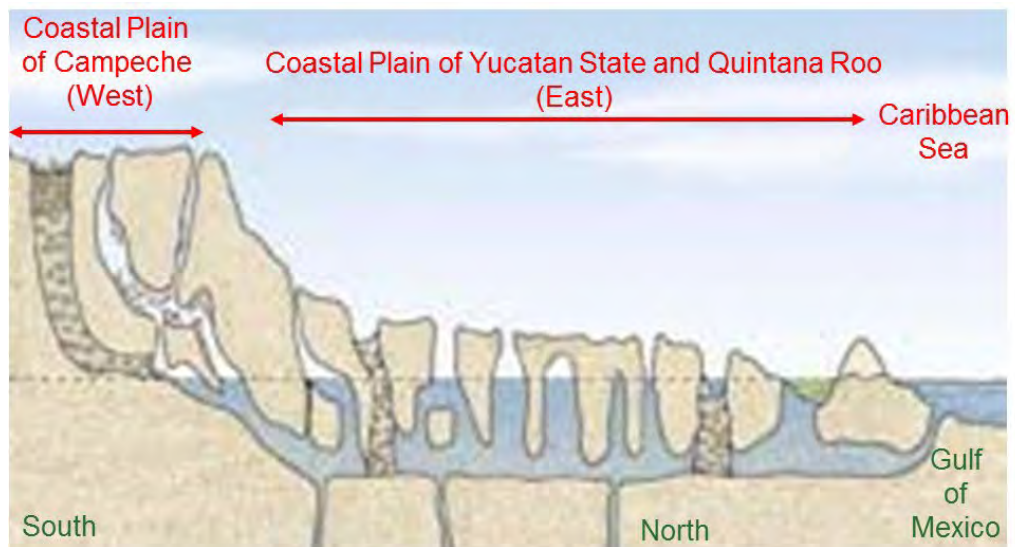 Coastal Plain
of Campeche
(West)
Coastal Plain of Yucatan State and Quintana Roo
(East)
Caribbean
Sea
South
North
Gulf
of
Mexico